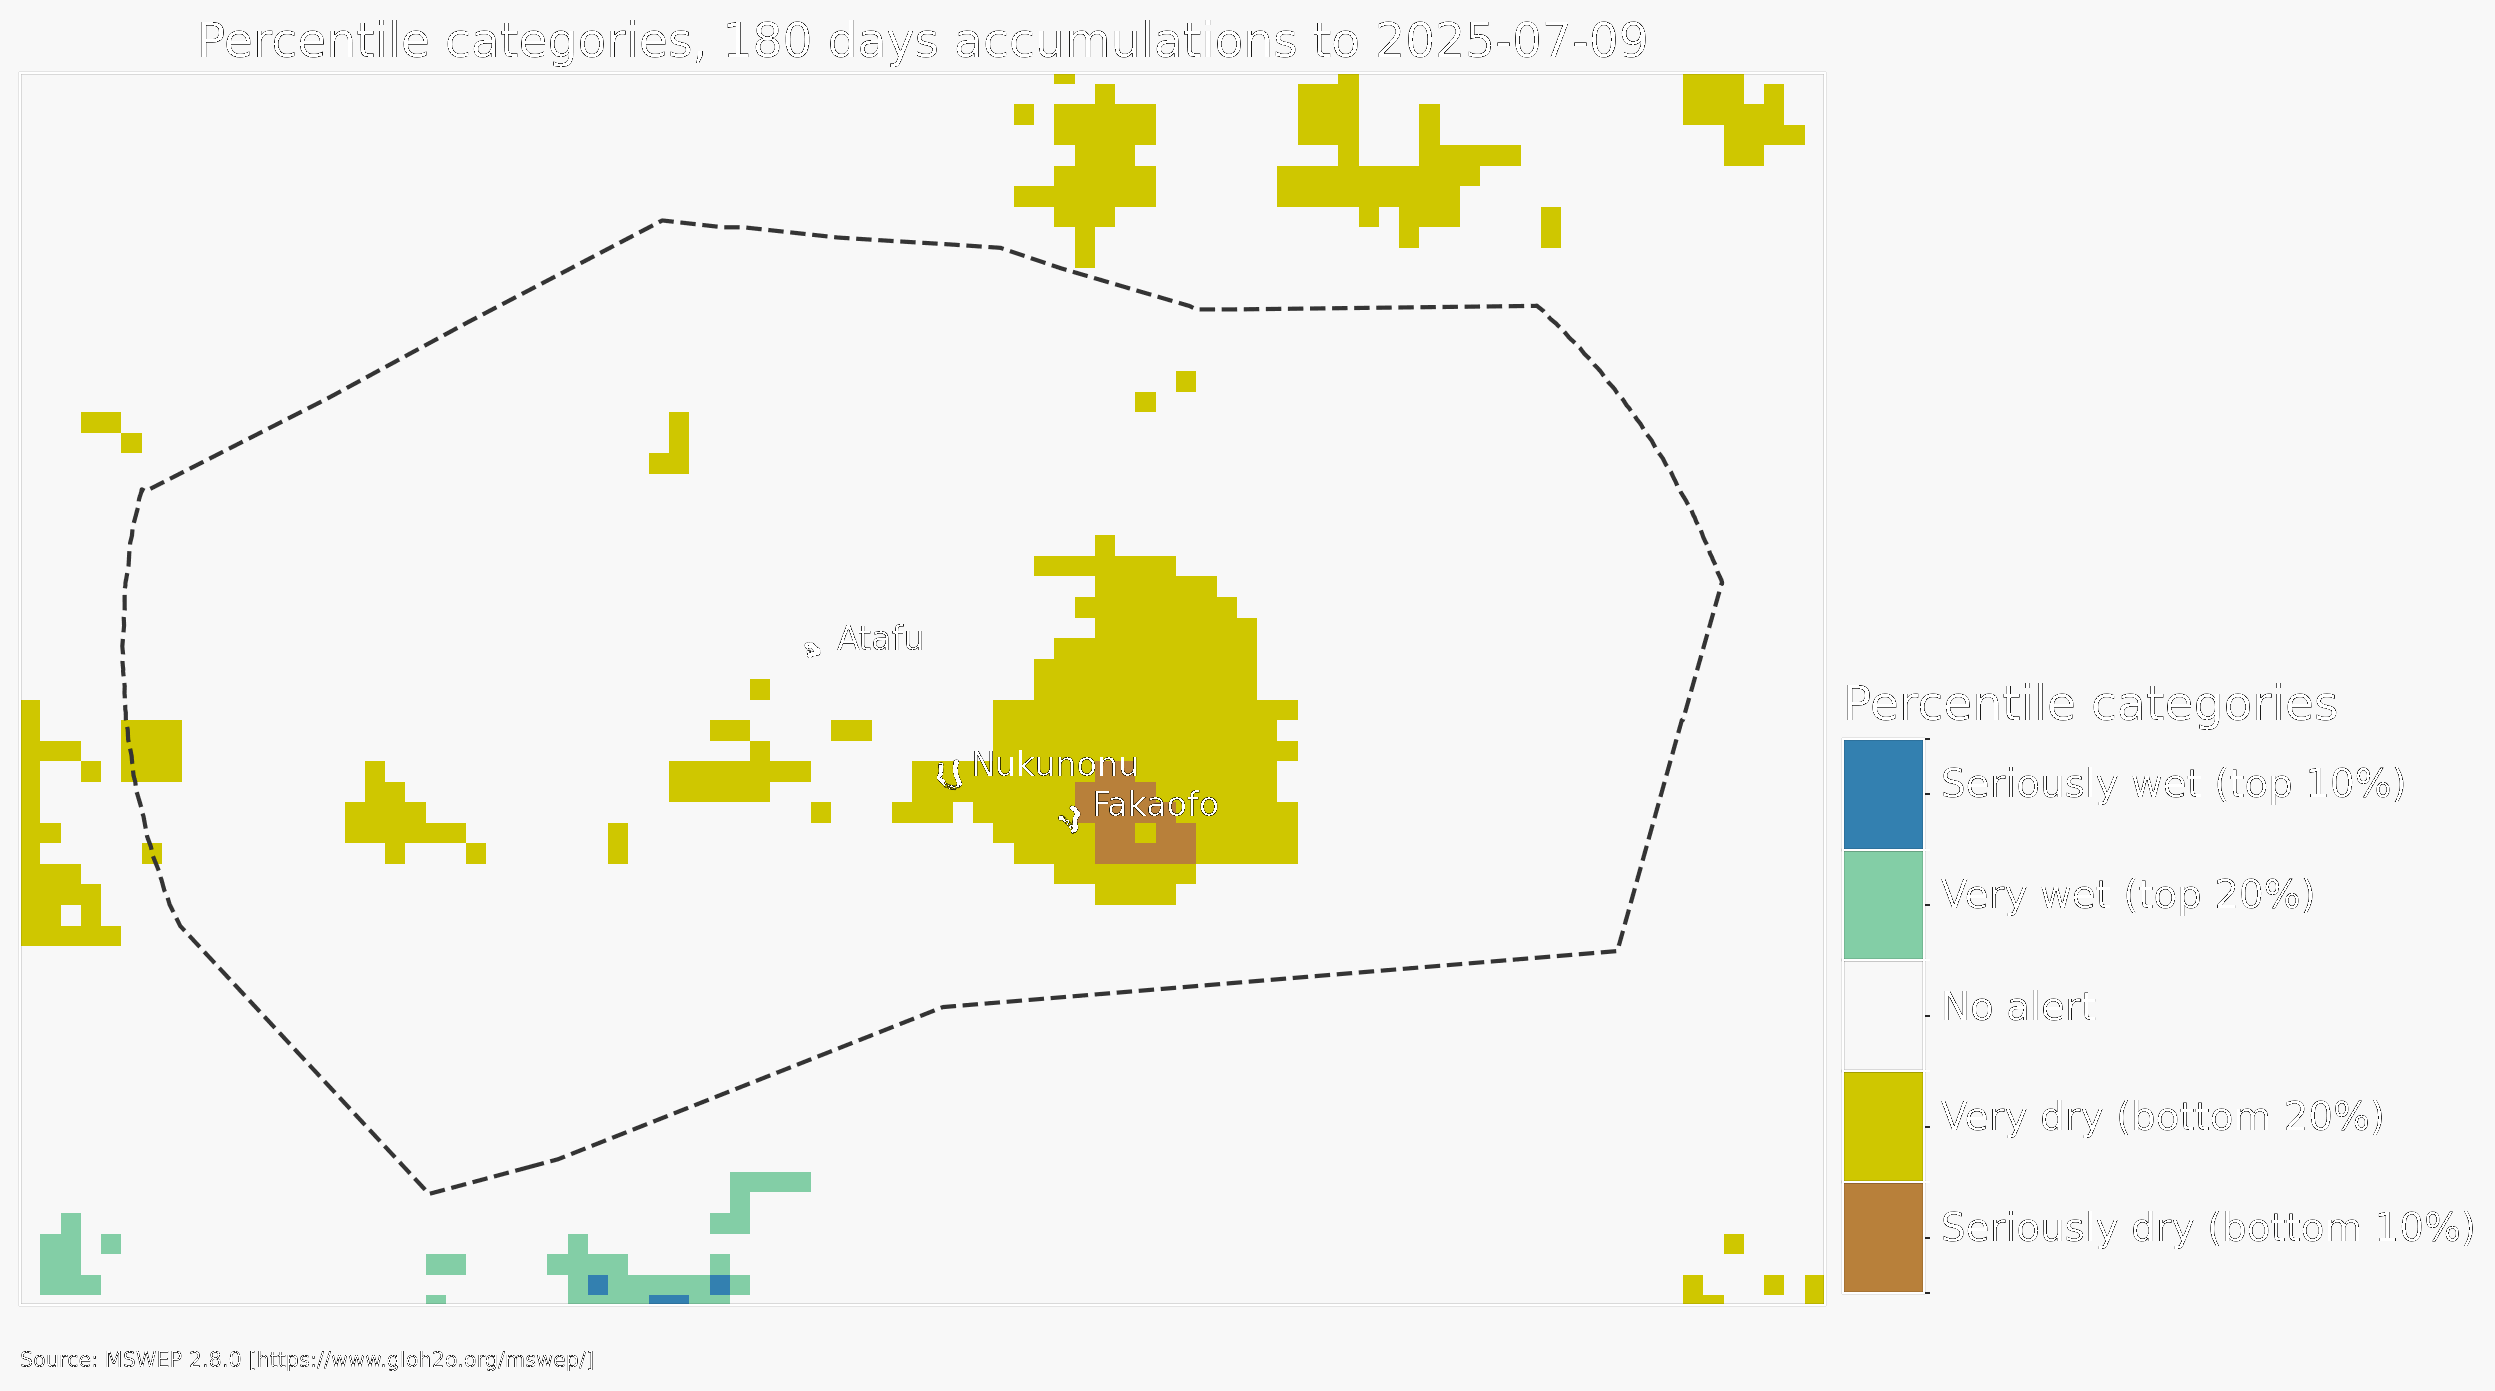 Percentile categories, 180 days accumulations to 2025-07-09
Atafu
Nukunonu
Fakaofo
Percentile categories
Seriously wet (top 10%)
Very wet (top 20%)
No alert
Very dry (bottom 20%)
Seriously dry (bottom 10%)
Source: MSWEP 2.8.0 [https://www.gloh2o.org/mswep/]